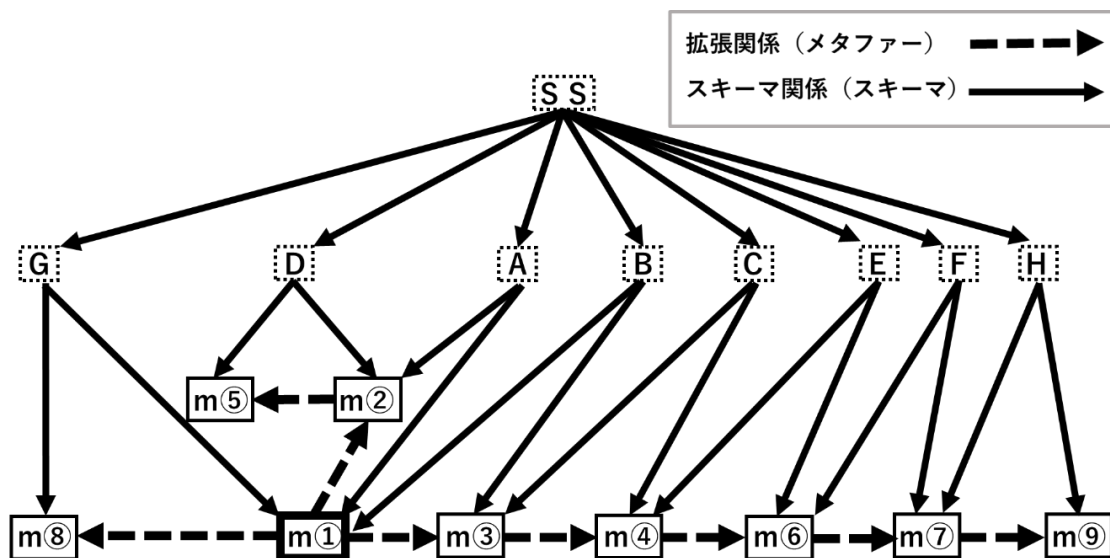 拡張関係（メタファー）
スキーマ関係（スキーマ）
S S
G D A B C E F H
m⑤ m②
m⑧ m① m③ m④ m⑥ m⑦ m⑨